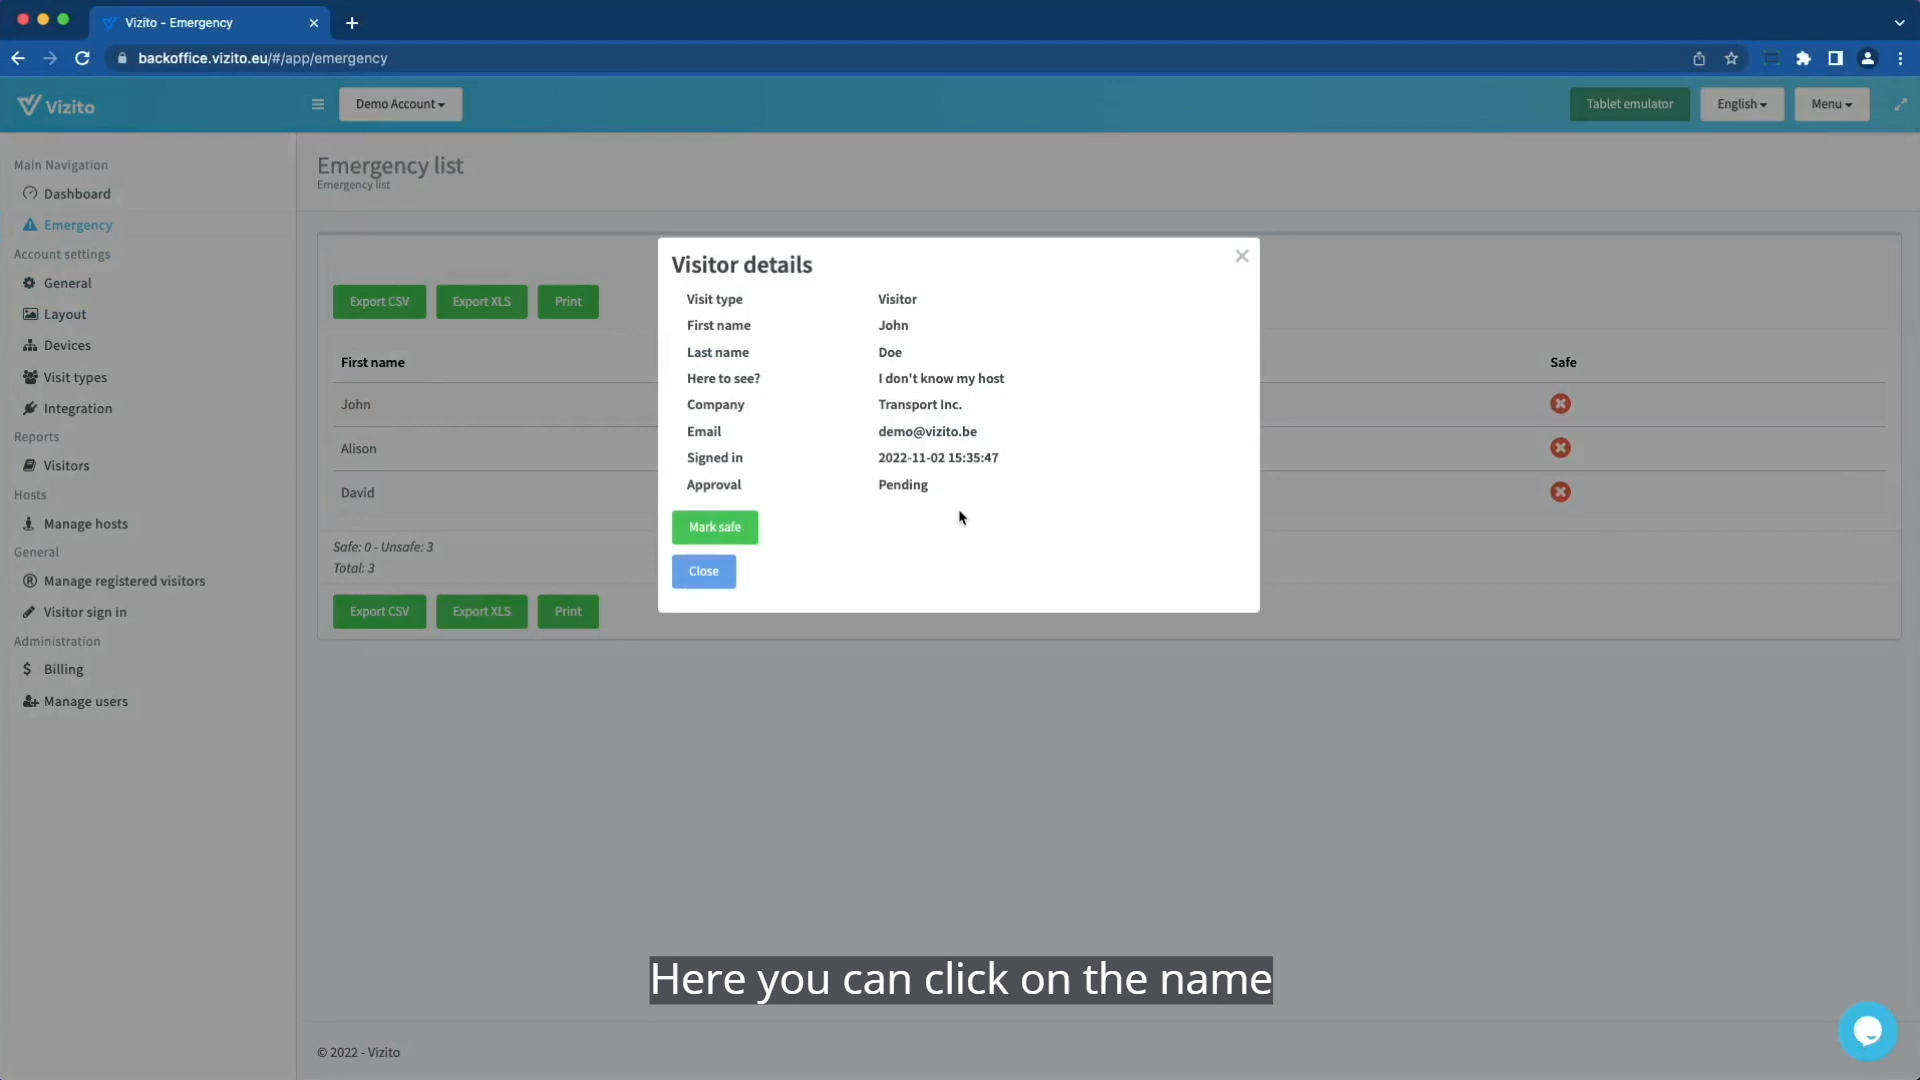 Vizito - Emergency
backoffice.vizito.eu/#/app/emergency
Vizito
Demo Account
Tablet emulator
English
Menu
Main Navigation
Dashboard
Emergency
Account settings
General
Layout
Devices
Visit types
Integration
Reports
Visitors
Hosts
Manage hosts
General
Manage registered visitors
Visitor sign in
Administration
Billing
Manage users
Emergency list
Emergency list
Export CSV Export XLS Print
First name Safe
John
Alison
David
Safe: 0 - Unsafe: 3
Total: 3
Export CSV Export XLS Print
Visitor details
Visit type Visitor
First name John
Last name Doe
Here to see? I don't know my host
Company Transport Inc.
Email demo@vizito.be
Signed in 2022-11-02 15:35:47
Approval Pending
Mark safe
Close
Here you can click on the name
© 2022 - Vizito